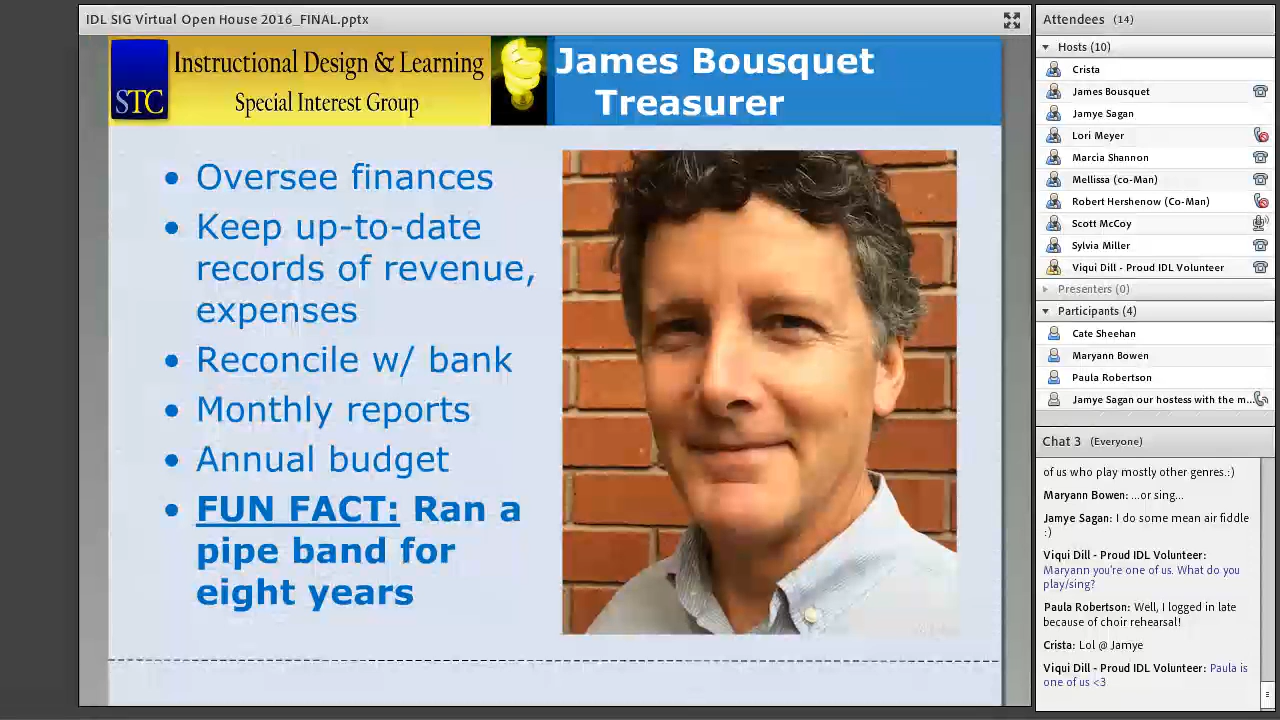 IDL SIG Virtual Open House 2016_FINAL.pptx
STC
Instructional Design & Learning
Special Interest Group
James Bousquet
Treasurer
• Oversee finances
• Keep up-to-date
records of revenue,
expenses
• Reconcile w/ bank
• Monthly reports
• Annual budget
• FUN FACT: Ran a
pipe band for
eight years
Attendees (14)
Hosts (10)
Crista
James Bousquet
Jamye Sagan
Lori Meyer
Marcia Shannon
Mellissa (co-Man)
Robert Hershenow (Co-Man)
Scott McCoy
Sylvia Miller
Viqui Dill - Proud IDL Volunteer
Presenters (0)
Participants (4)
Cate Sheehan
Maryann Bowen
Paula Robertson
Jamye Sagan our hostess with the m...
Chat 3 (Everyone)
of us who play mostly other genres.:)
Maryann Bowen: ...or sing...
Jamye Sagan: I do some mean air fiddle
:)
Viqui Dill - Proud IDL Volunteer:
Maryann you're one of us. What do you
play/sing?
Paula Robertson: Well, I logged in late
because of choir rehearsal!
Crista: Lol @ Jamye
Viqui Dill - Proud IDL Volunteer: Paula is
one of us <3